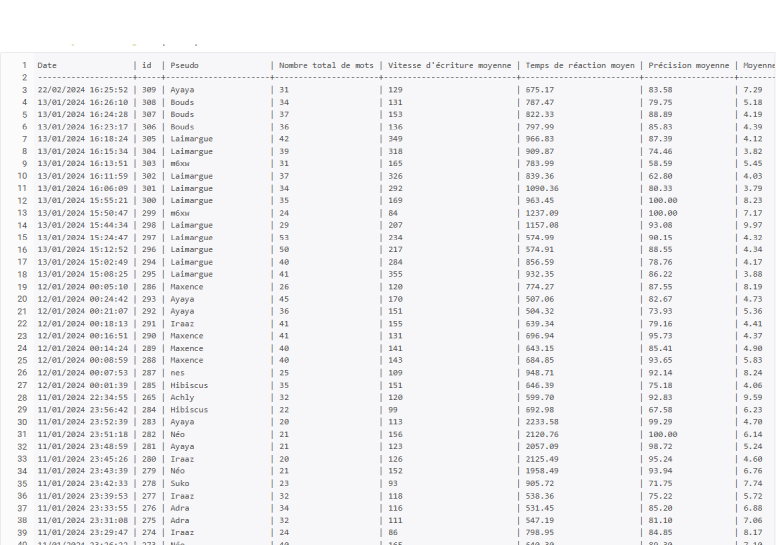 1 Date | id | Pseudo | Nombre total de mots | Vitesse d'écriture moyenne | Temps de réaction moyen | Précision moyenne | Moyenne
2 -------------------+-----+----------------------+----------------------+---------------------------+-------------------------+-------------------+-------
3 22/02/2024 16:25:52 | 309 | Ayaya | 31 | 129 | 675.17 | 83.58 | 7.29
4 13/01/2024 16:26:10 | 308 | Bouds | 34 | 131 | 787.47 | 79.75 | 5.18
5 13/01/2024 16:24:28 | 307 | Bouds | 37 | 153 | 822.33 | 88.89 | 4.19
6 13/01/2024 16:23:17 | 306 | Bouds | 36 | 136 | 797.99 | 85.83 | 4.39
7 13/01/2024 16:18:24 | 305 | Laimargue | 42 | 349 | 966.83 | 87.39 | 4.12
8 13/01/2024 16:15:34 | 304 | Laimargue | 39 | 318 | 909.87 | 74.46 | 3.82
9 13/01/2024 16:13:51 | 303 | m6xw | 31 | 165 | 783.99 | 58.59 | 5.45
10 13/01/2024 16:11:59 | 302 | Laimargue | 37 | 326 | 839.36 | 62.80 | 4.03
11 13/01/2024 16:06:09 | 301 | Laimargue | 34 | 292 | 1090.36 | 80.33 | 3.79
12 13/01/2024 15:55:21 | 300 | Laimargue | 35 | 169 | 963.45 | 100.00 | 8.23
13 13/01/2024 15:50:47 | 299 | m6xw | 24 | 84 | 1237.09 | 100.00 | 7.17
14 13/01/2024 15:44:34 | 298 | Laimargue | 29 | 207 | 1157.08 | 93.08 | 9.97
15 13/01/2024 15:24:47 | 297 | Laimargue | 53 | 234 | 574.99 | 90.15 | 4.32
16 13/01/2024 15:12:52 | 296 | Laimargue | 50 | 217 | 574.91 | 88.55 | 4.34
17 13/01/2024 15:02:49 | 294 | Laimargue | 40 | 284 | 856.59 | 78.76 | 4.17
18 13/01/2024 15:08:25 | 295 | Laimargue | 41 | 355 | 932.35 | 86.22 | 3.88
19 12/01/2024 00:05:10 | 286 | Maxence | 26 | 120 | 774.27 | 87.55 | 8.19
20 12/01/2024 00:24:42 | 293 | Ayaya | 45 | 170 | 507.06 | 82.67 | 4.73
21 12/01/2024 00:21:07 | 292 | Ayaya | 36 | 151 | 504.32 | 73.93 | 5.36
22 12/01/2024 00:18:13 | 291 | Iraaz | 41 | 155 | 639.34 | 79.16 | 4.41
23 12/01/2024 00:16:51 | 290 | Maxence | 41 | 131 | 696.94 | 95.73 | 4.37
24 12/01/2024 00:14:24 | 289 | Maxence | 40 | 141 | 643.15 | 85.41 | 4.90
25 12/01/2024 00:08:59 | 288 | Maxence | 40 | 143 | 684.85 | 93.65 | 5.83
26 12/01/2024 00:07:53 | 287 | nes | 25 | 109 | 948.71 | 92.14 | 8.24
27 12/01/2024 00:01:39 | 285 | Hibiscus | 35 | 151 | 646.39 | 75.18 | 4.06
28 11/01/2024 22:34:55 | 265 | Achly | 32 | 120 | 599.70 | 92.83 | 9.59
29 11/01/2024 23:56:42 | 284 | Hibiscus | 22 | 99 | 692.98 | 67.58 | 6.23
30 11/01/2024 23:52:39 | 283 | Ayaya | 20 | 113 | 2233.58 | 99.29 | 4.70
31 11/01/2024 23:51:18 | 282 | Néo | 21 | 156 | 2120.76 | 100.00 | 6.14
32 11/01/2024 23:48:59 | 281 | Ayaya | 21 | 123 | 2057.09 | 98.72 | 5.24
33 11/01/2024 23:45:26 | 280 | Iraaz | 20 | 126 | 2125.49 | 95.24 | 4.60
34 11/01/2024 23:43:39 | 279 | Néo | 21 | 152 | 1958.49 | 93.94 | 6.76
35 11/01/2024 23:42:33 | 278 | Suko | 23 | 93 | 905.72 | 71.75 | 7.74
36 11/01/2024 23:39:53 | 277 | Iraaz | 32 | 118 | 538.36 | 75.22 | 5.72
37 11/01/2024 23:33:55 | 276 | Adra | 34 | 116 | 531.45 | 85.20 | 6.88
38 11/01/2024 23:31:08 | 275 | Adra | 32 | 111 | 547.19 | 81.10 | 7.06
39 11/01/2024 23:29:47 | 274 | Iraaz | 24 | 86 | 798.95 | 84.85 | 8.17